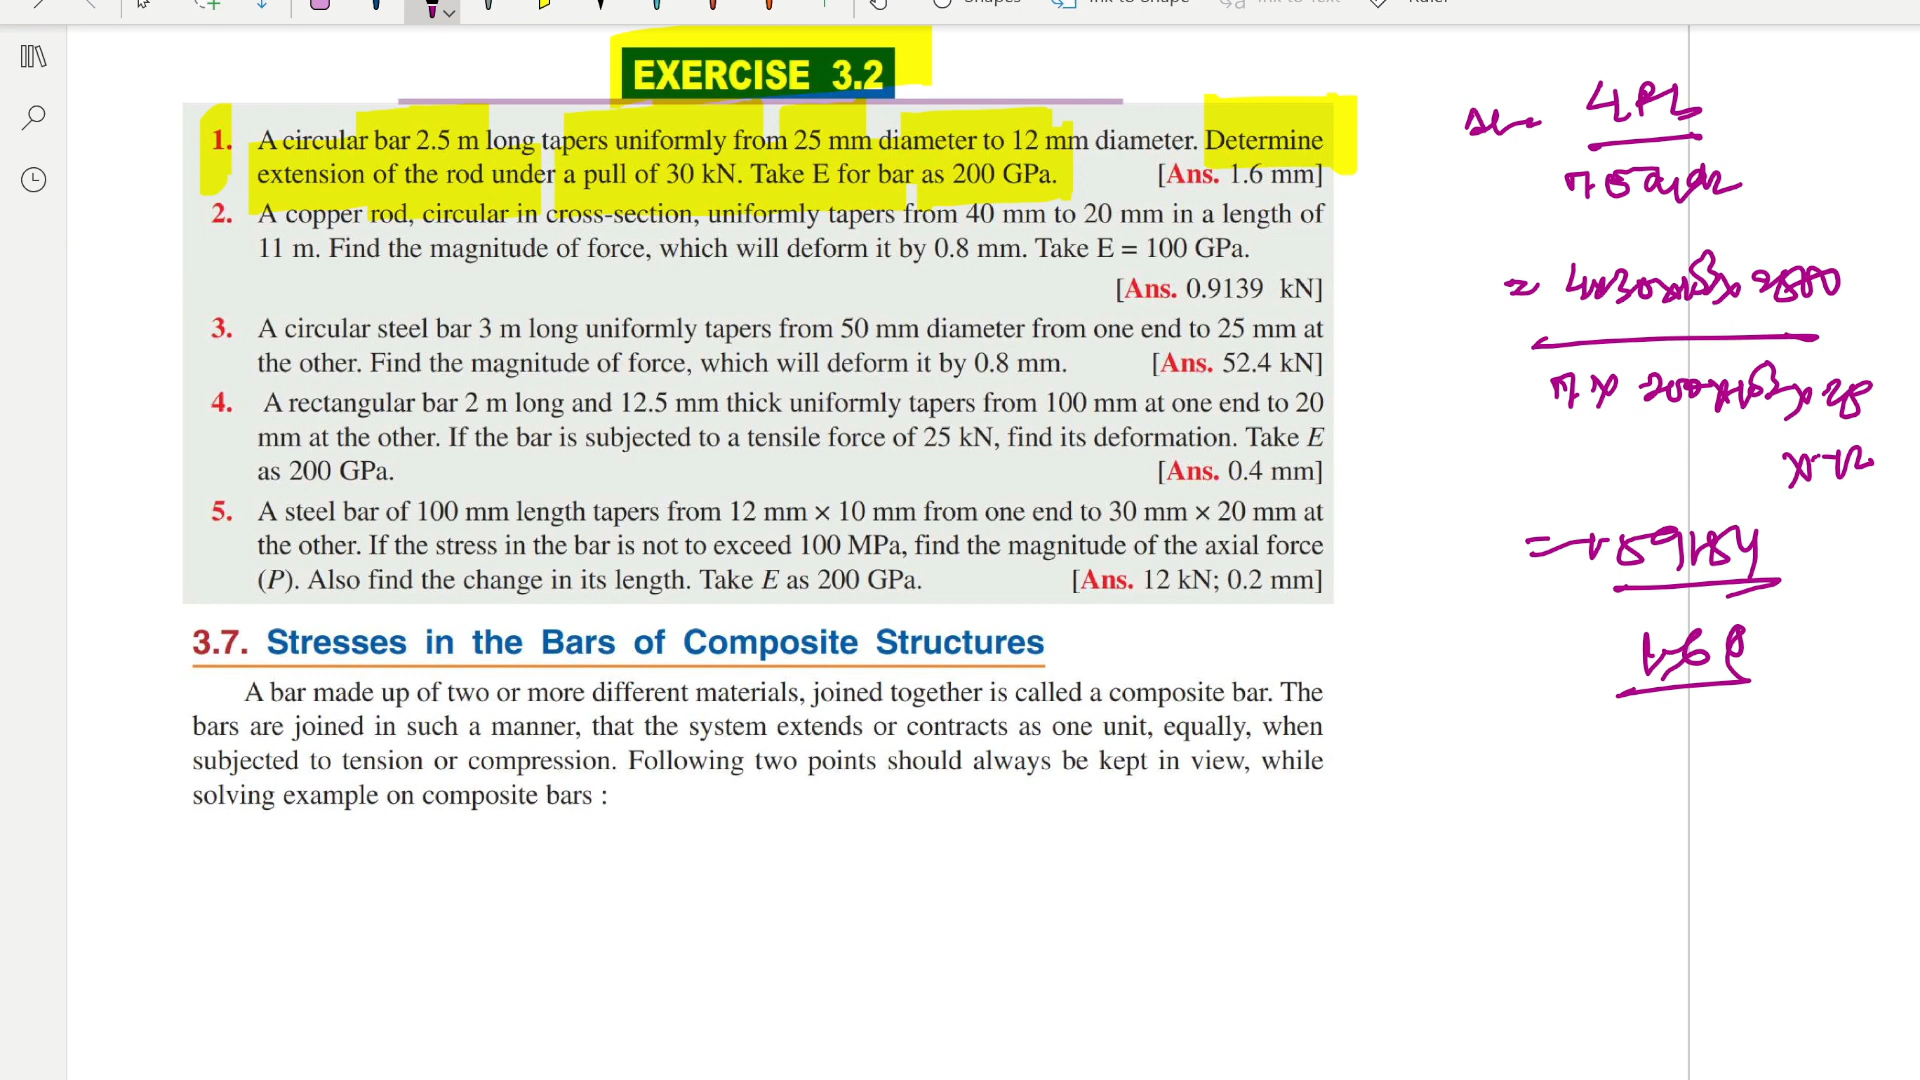 EXERCISE 3.2
1. A circular bar 2.5 m long tapers uniformly from 25 mm diameter to 12 mm diameter. Determine
extension of the rod under a pull of 30 kN. Take E for bar as 200 GPa. [Ans. 1.6 mm]
2. A copper rod, circular in cross-section, uniformly tapers from 40 mm to 20 mm in a length of
11 m. Find the magnitude of force, which will deform it by 0.8 mm. Take E = 100 GPa.
[Ans. 0.9139 kN]
3. A circular steel bar 3 m long uniformly tapers from 50 mm diameter from one end to 25 mm at
the other. Find the magnitude of force, which will deform it by 0.8 mm. [Ans. 52.4 kN]
4. A rectangular bar 2 m long and 12.5 mm thick uniformly tapers from 100 mm at one end to 20
mm at the other. If the bar is subjected to a tensile force of 25 kN, find its deformation. Take E
as 200 GPa. [Ans. 0.4 mm]
5. A steel bar of 100 mm length tapers from 12 mm × 10 mm from one end to 30 mm × 20 mm at
the other. If the stress in the bar is not to exceed 100 MPa, find the magnitude of the axial force
(P). Also find the change in its length. Take E as 200 GPa. [Ans. 12 kN; 0.2 mm]
3.7. Stresses in the Bars of Composite Structures
A bar made up of two or more different materials, joined together is called a composite bar. The
bars are joined in such a manner, that the system extends or contracts as one unit, equally, when
subjected to tension or compression. Following two points should always be kept in view, while
solving example on composite bars :
4PL
π E d1 d2
= 4×30×10³×2500
π × 200×10³×25
×12
= 1.59154